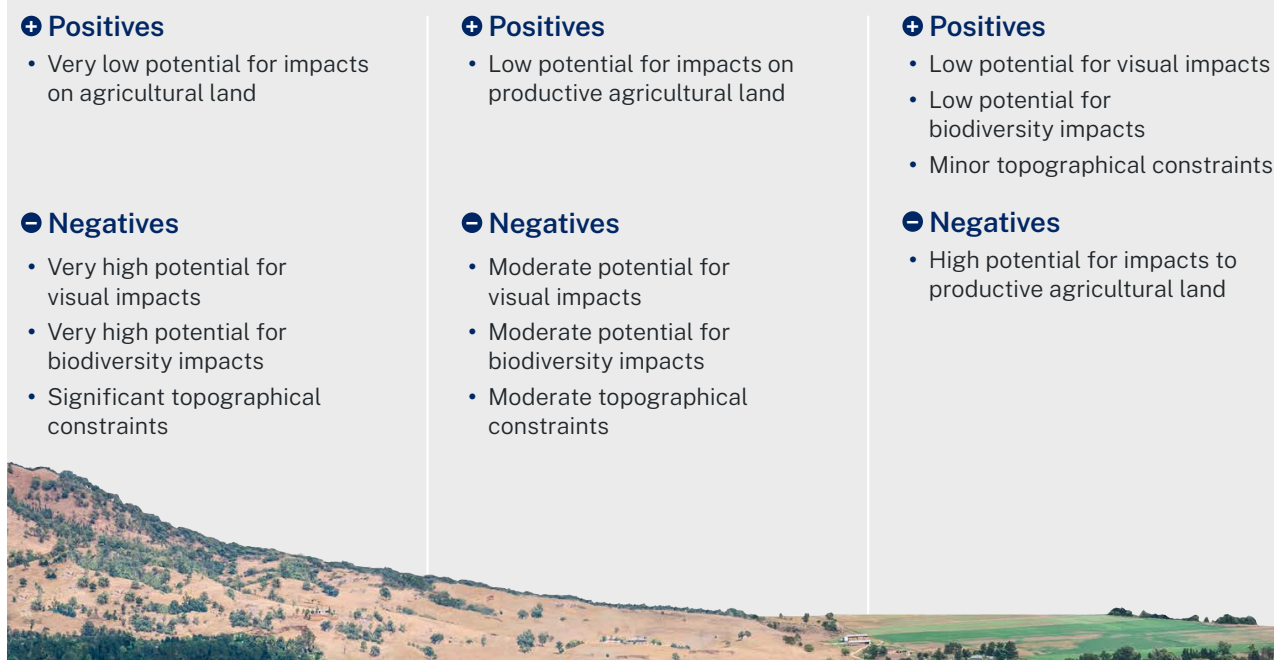 Positives
• Very low potential for impacts
on agricultural land
Negatives
• Very high potential for
visual impacts
• Very high potential for
biodiversity impacts
• Significant topographical
constraints
Positives
• Low potential for impacts on
productive agricultural land
Negatives
• Moderate potential for
visual impacts
• Moderate potential for
biodiversity impacts
• Moderate topographical
constraints
Positives
• Low potential for visual impacts
• Low potential for
biodiversity impacts
• Minor topographical constraints
Negatives
• High potential for impacts to
productive agricultural land